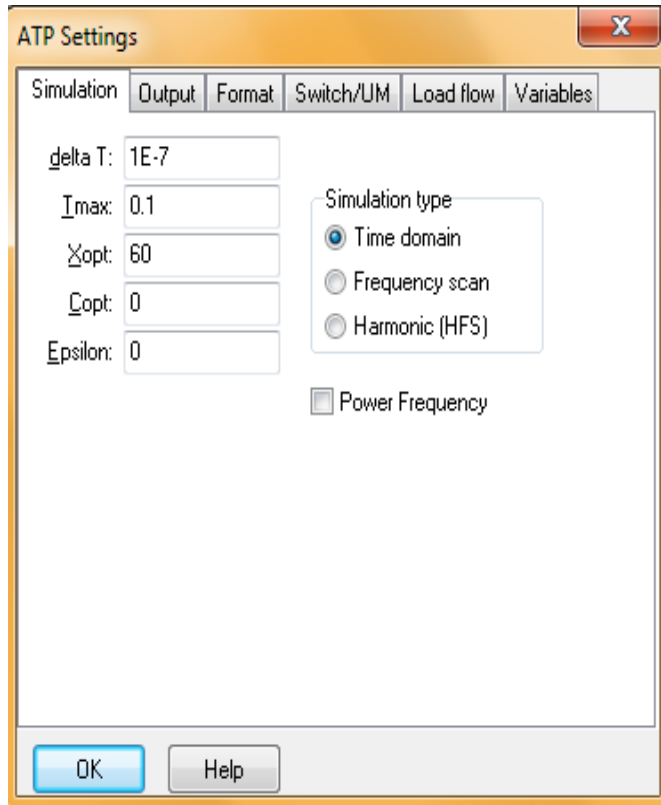 ATP Settings
X
Simulation Output Format Switch/UM Load flow Variables
delta T: 1E-7
Tmax: 0.1
Xopt: 60
Copt: 0
Epsilon: 0
Simulation type
Time domain
Frequency scan
Harmonic (HFS)
Power Frequency
OK Help